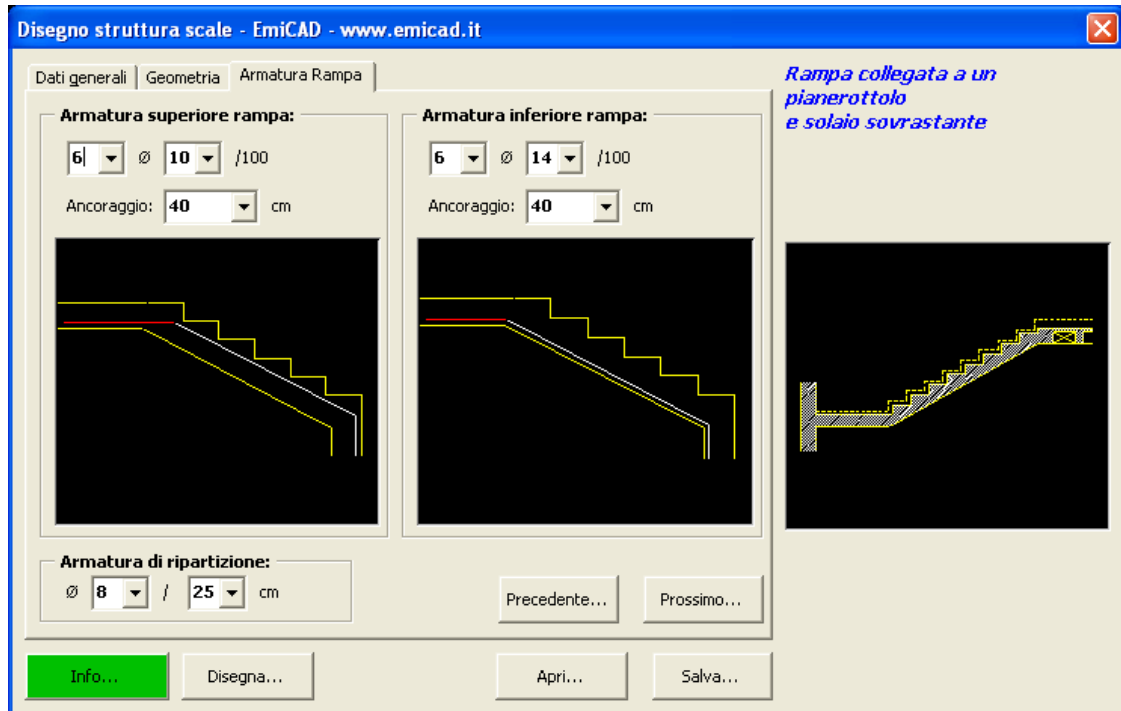 Disegno struttura scale - EmiCAD - www.emicad.it
Dati generali Geometria Armatura Rampa
Rampa collegata a un
pianerottolo
e solaio sovrastante
Armatura superiore rampa:
6 Ø 10 /100
Ancoraggio: 40 cm
Armatura inferiore rampa:
6 Ø 14 /100
Ancoraggio: 40 cm
Armatura di ripartizione:
Ø 8 / 25 cm
Precedente... Prossimo...
Info... Disegna... Apri... Salva...